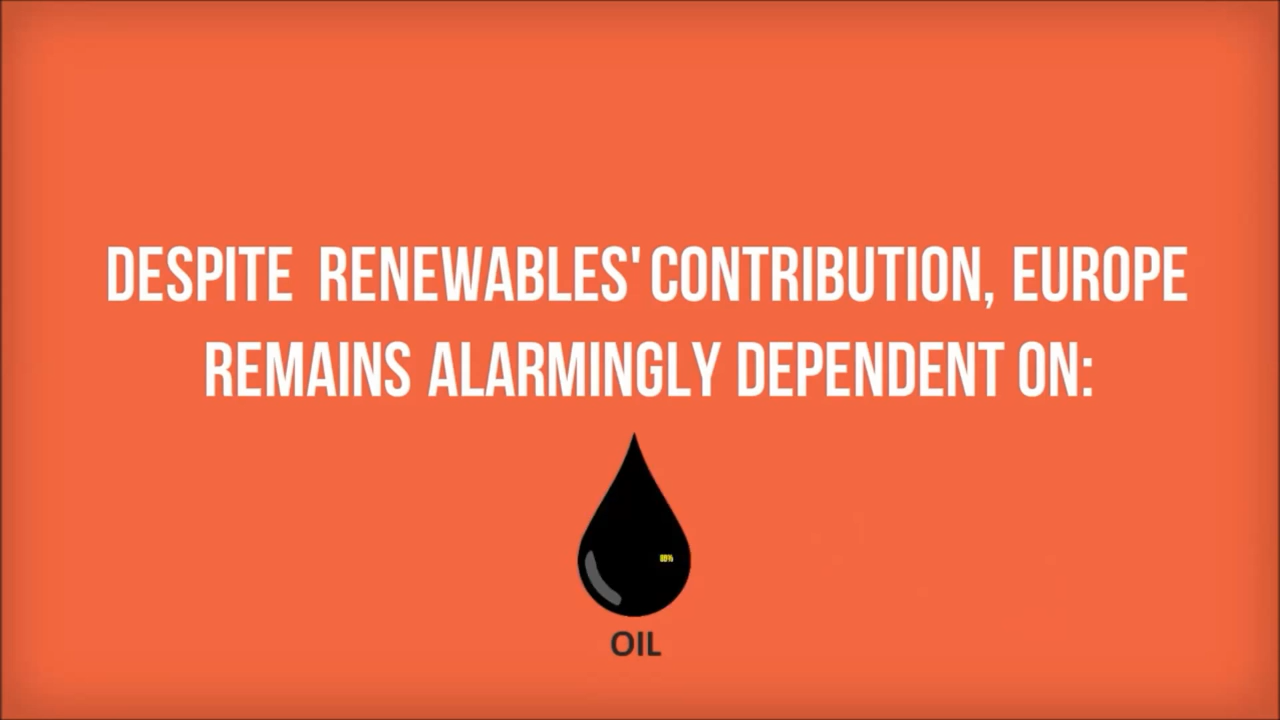 DESPITE RENEWABLES' CONTRIBUTION, EUROPE
REMAINS ALARMINGLY DEPENDENT ON:
OIL